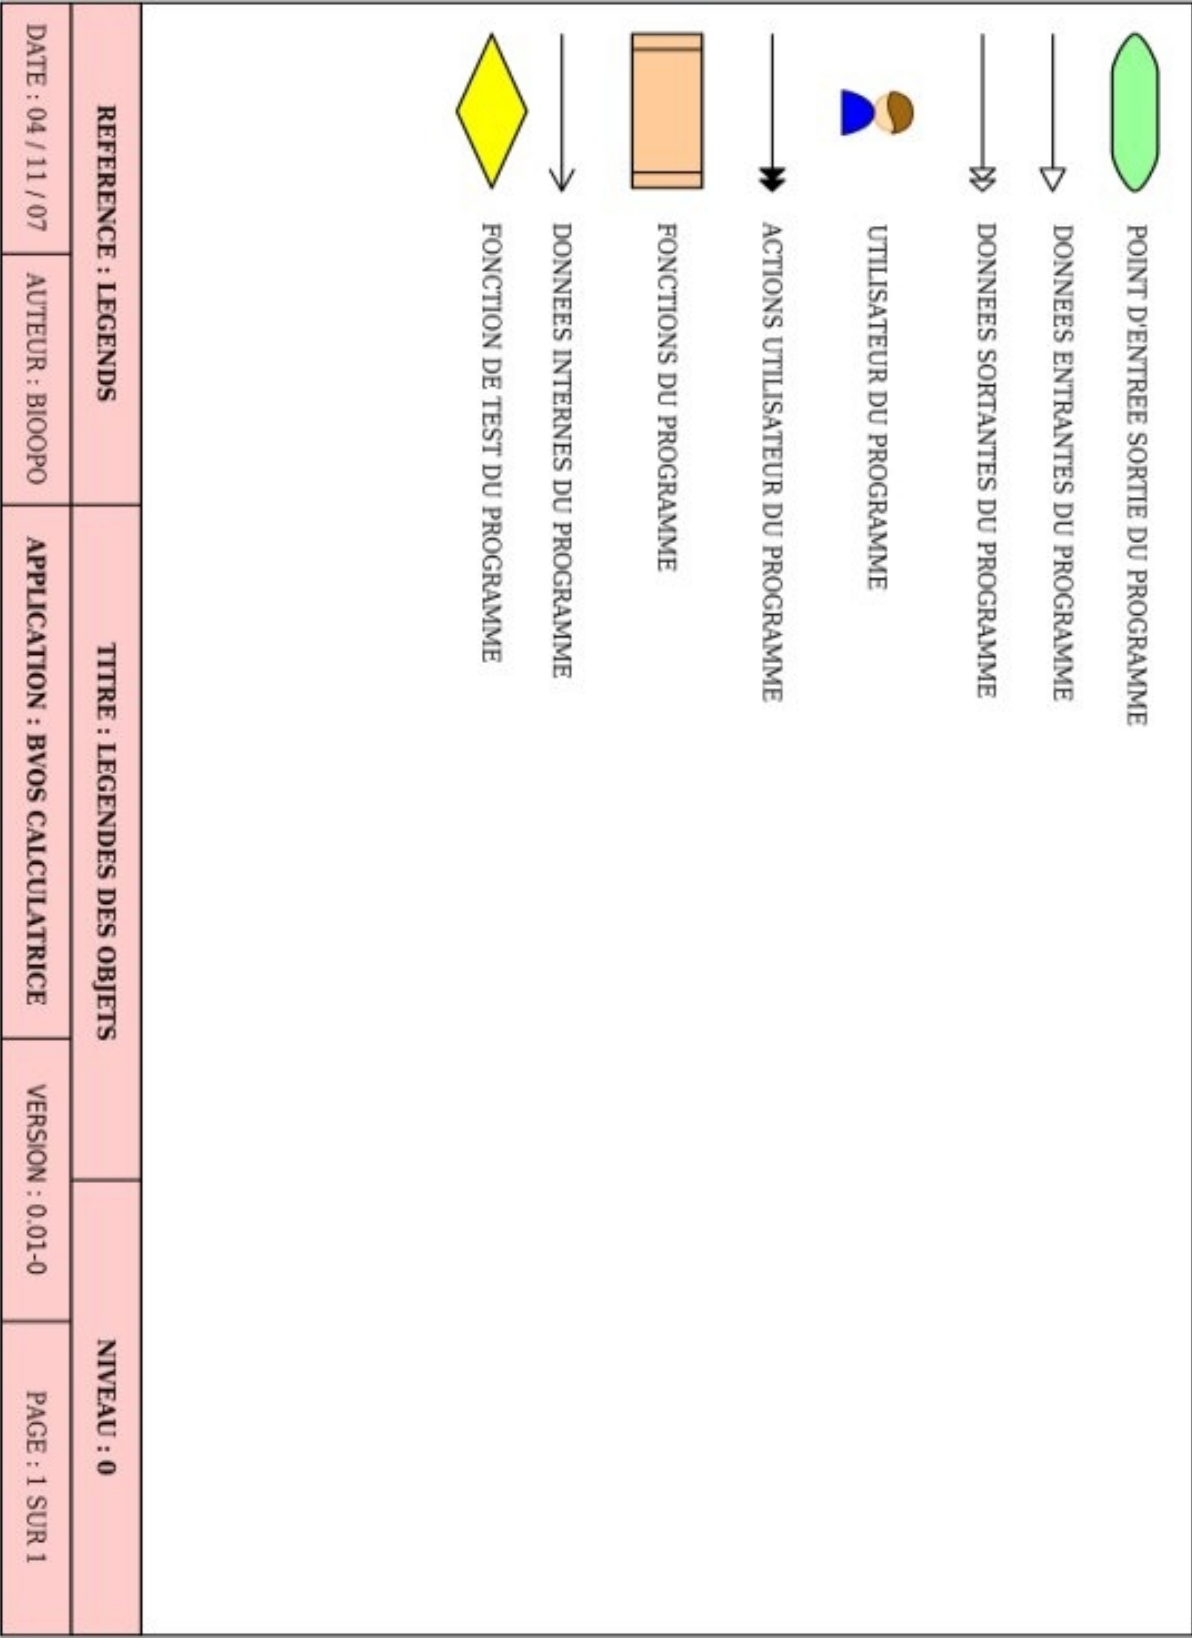 POINT D'ENTREE SORTIE DU PROGRAMME
DONNEES ENTRANTES DU PROGRAMME
DONNEES SORTANTES DU PROGRAMME
UTILISATEUR DU PROGRAMME
ACTIONS UTILISATEUR DU PROGRAMME
FONCTIONS DU PROGRAMME
DONNEES INTERNES DU PROGRAMME
FONCTION DE TEST DU PROGRAMME
REFERENCE : LEGENDS
TITRE : LEGENDES DES OBJETS
NIVEAU : 0
DATE : 04 / 11 / 07
AUTEUR : BIOOPO
APPLICATION : BVOS CALCULATRICE
VERSION : 0.01-0
PAGE : 1 SUR 1